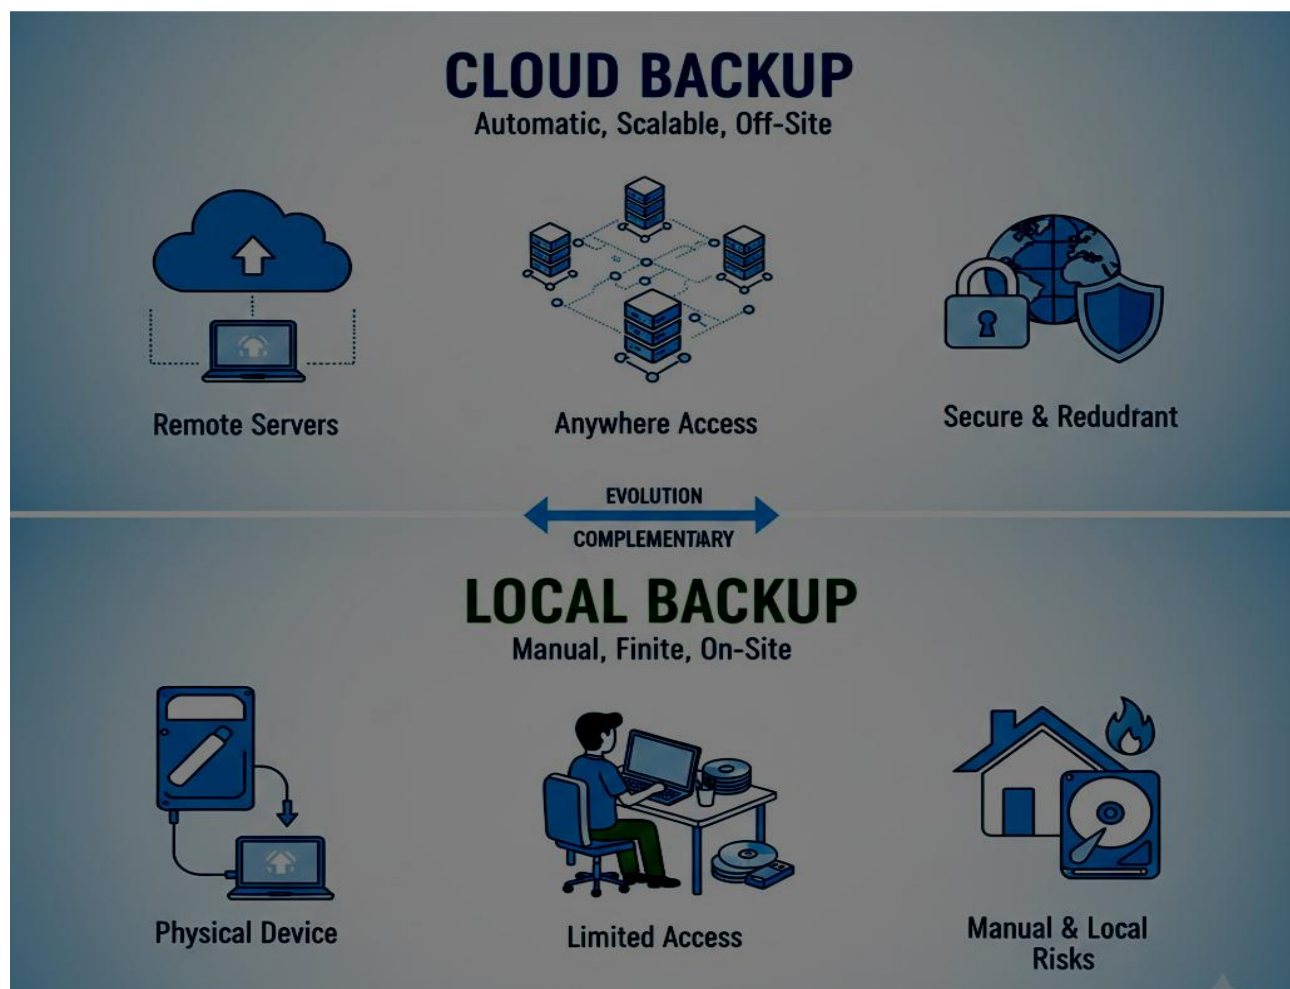 CLOUD BACKUP
Automatic, Scalable, Off-Site
Remote Servers
Anywhere Access
Secure & Redudrant
EVOLUTION
COMPLEMENTARY
LOCAL BACKUP
Manual, Finite, On-Site
Physical Device
Limited Access
Manual & Local
Risks